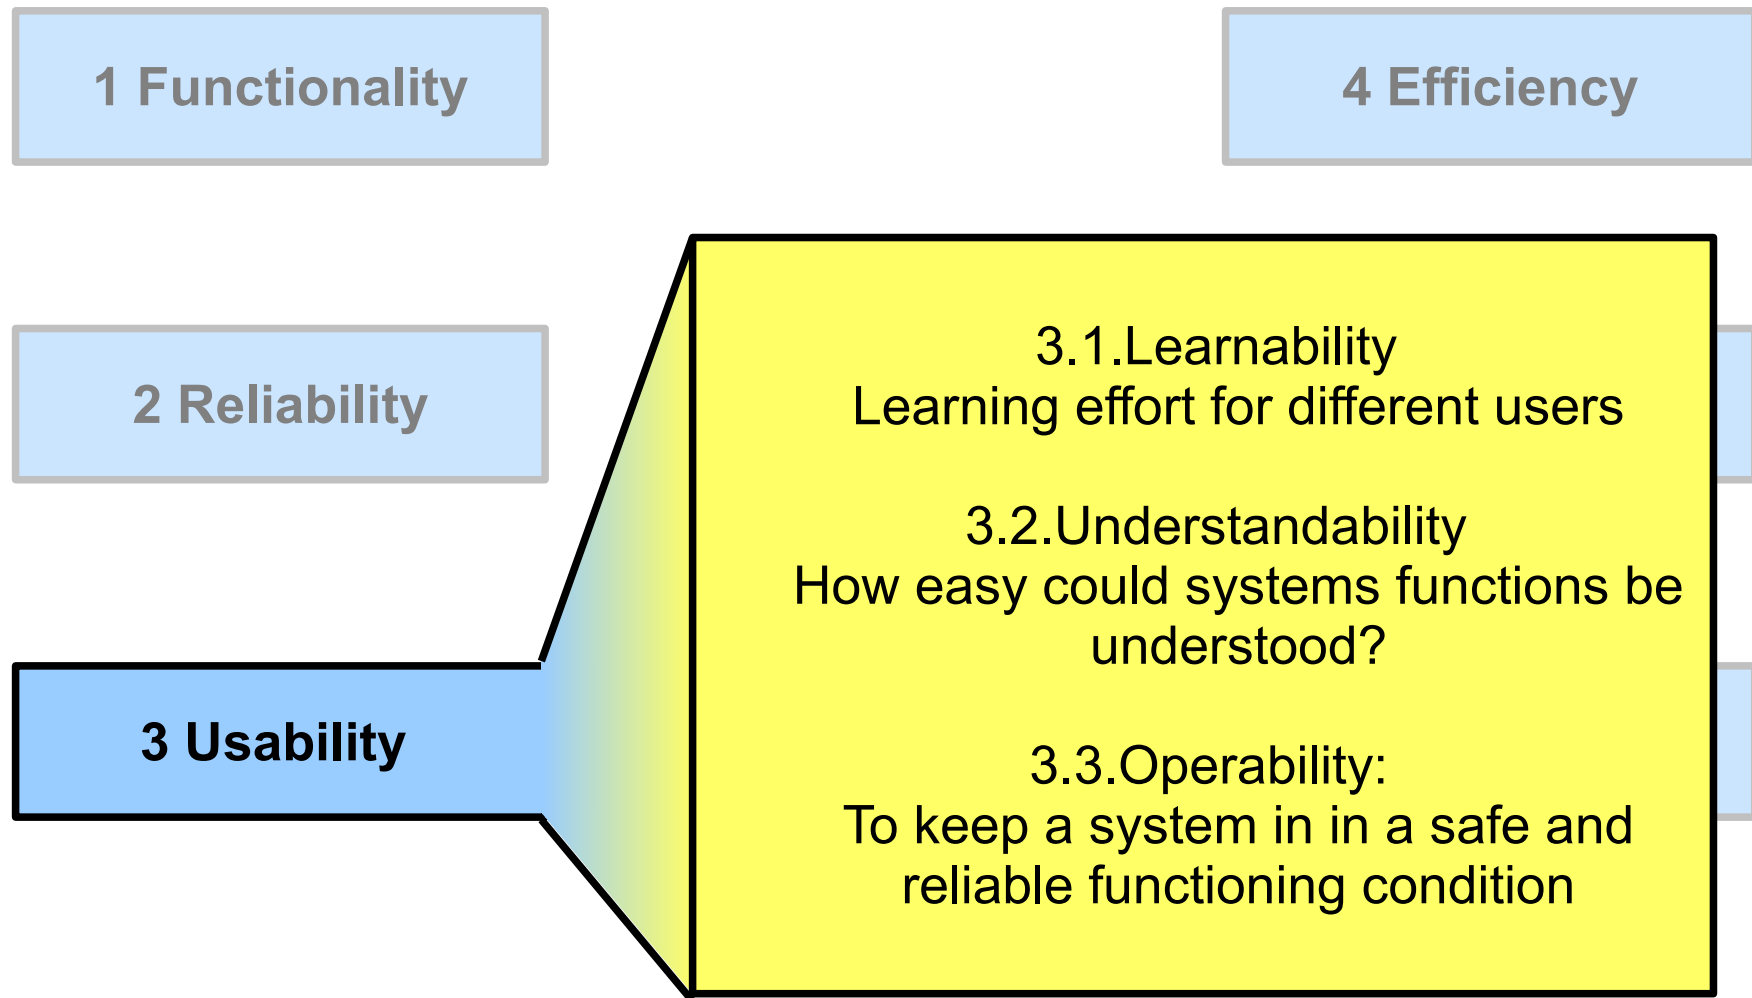 1 Functionality
4 Efficiency
2 Reliability
3 Usability
3.1.Learnability
Learning effort for different users
3.2.Understandability
How easy could systems functions be
understood?
3.3.Operability:
To keep a system in in a safe and
reliable functioning condition